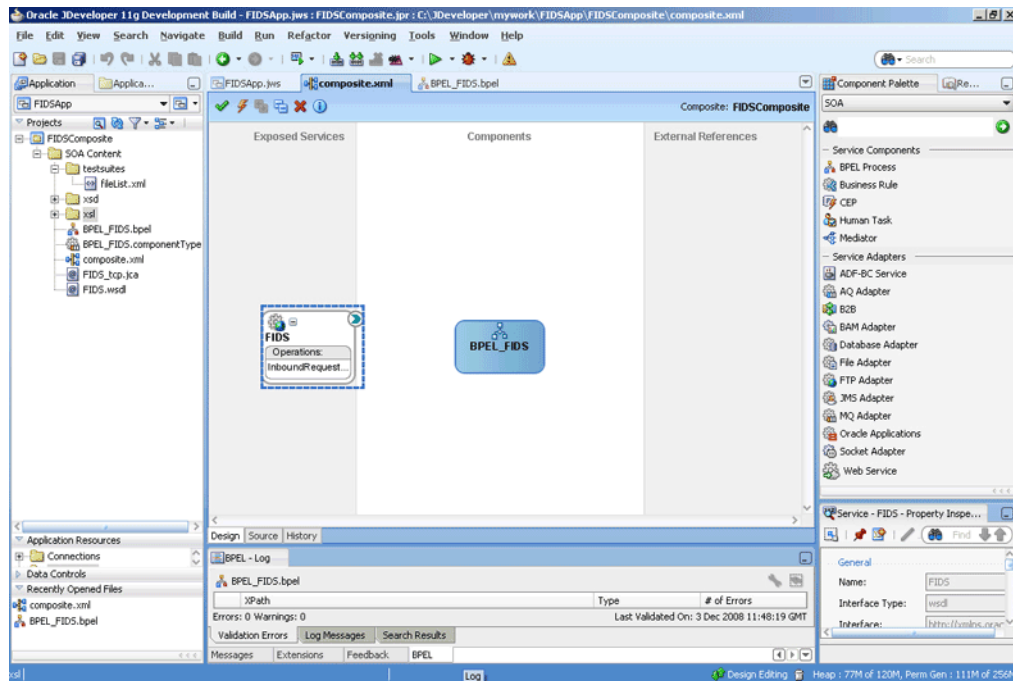 Oracle JDeveloper 11g Development Build - FIDSApp.jws : FIDSComposite.jpr : C:\JDeveloper\mywork\FIDSApp\FIDSComposite\composite.xml
File Edit View Search Navigate Build Run Refactor Versigning Tools Window Help
Search
Application
Applica...
FIDSApp
Projects
FIDSComposite
SOA Content
testsuites
fileList.xml
xsd
xsl
BPEL_FIDS.bpel
BPEL_FIDS.componentType
composite.xml
FIDS_tcp.jca
FIDS.wsdl
Application Resources
Connections
Data Controls
Recently Opened Files
composite.xml
BPEL_FIDS.bpel
FIDSApp.jws
composite.xml
BPEL_FIDS.bpel
Composite: FIDSComposite
Exposed Services
Components
External References
FIDS
Operations:
InboundRequest...
BPEL_FIDS
Design Source History
BPEL - Log
BPEL_FIDS.bpel
XPath Type # of Errors
Errors: 0 Warnings: 0 Last Validated On: 3 Dec 2008 11:48:19 GMT
Validation Errors Log Messages Search Results
Messages Extensions Feedback BPEL
Component Palette
Re...
SOA
Service Components
BPEL Process
Business Rule
CEP
Human Task
Mediator
Service Adapters
ADF-BC Service
AQ Adapter
B2B
BAM Adapter
Database Adapter
File Adapter
FTP Adapter
JMS Adapter
MQ Adapter
Oracle Applications
Socket Adapter
Web Service
Service - FIDS - Property Inspe...
Find
General
Name: FIDS
Interface Type: wsdl
Interface: http://xmlns.orac
xsl
Log
Design Editing
Heap : 77M of 120M, Perm Gen : 111M of 256M